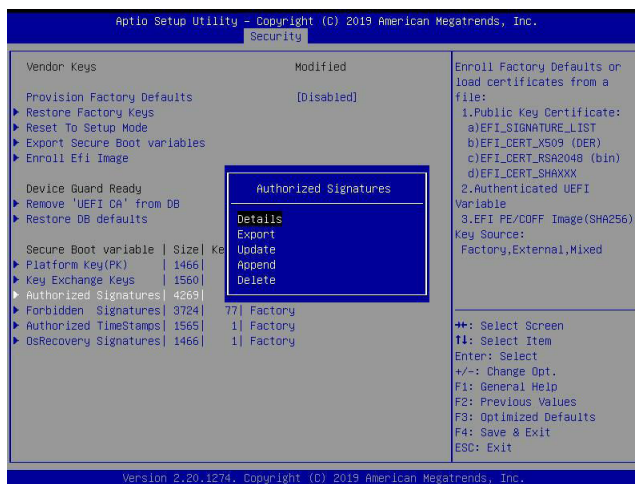 Aptio Setup Utility – Copyright (C) 2019 American Megatrends, Inc.
Security
Vendor Keys Modified
Provision Factory Defaults [Disabled]
Restore Factory Keys
Reset To Setup Mode
Export Secure Boot variables
Enroll Efi Image
Device Guard Ready
Remove 'UEFI CA' from DB
Restore DB defaults
Secure Boot variable | Size| Ke
Platform Key(PK) | 1466|
Key Exchange Keys | 1560|
Authorized Signatures| 4269|
Forbidden Signatures| 3724| 77| Factory
Authorized TimeStamps| 1565| 1| Factory
OsRecovery Signatures| 1466| 1| Factory
Authorized Signatures
Details
Export
Update
Append
Delete
Enroll Factory Defaults or
load certificates from a
file:
1.Public Key Certificate:
a)EFI_SIGNATURE_LIST
b)EFI_CERT_X509 (DER)
c)EFI_CERT_RSA2048 (bin)
d)EFI_CERT_SHAXXX
2.Authenticated UEFI
Variable
3.EFI PE/COFF Image(SHA256)
Key Source:
Factory,External,Mixed
→←: Select Screen
↑↓: Select Item
Enter: Select
+/-: Change Opt.
F1: General Help
F2: Previous Values
F3: Optimized Defaults
F4: Save & Exit
ESC: Exit
Version 2.20.1274. Copyright (C) 2019 American Megatrends, Inc.